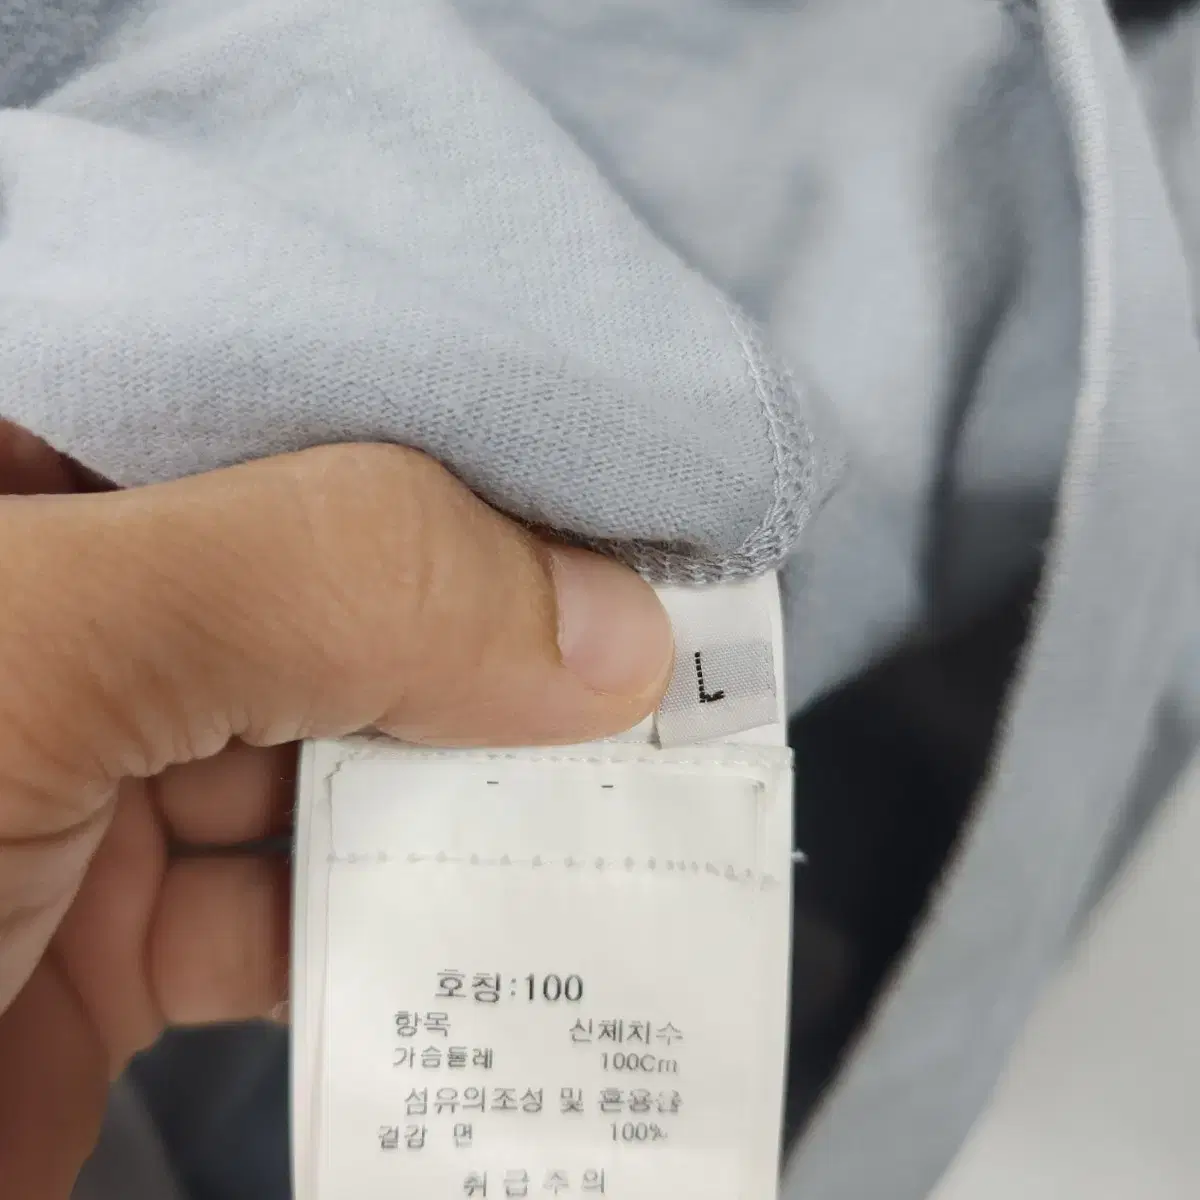 L
- -
호칭:100
항목 신체치수
가슴둘레 100Cm
섬유의조성 및 혼용율
겉감 면 100%
취급주의